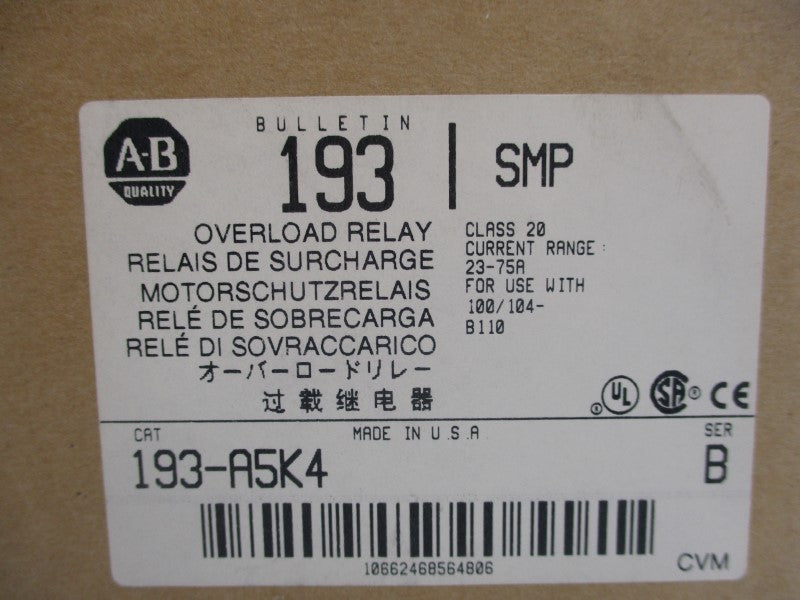 A-B
QUALITY
BULLETIN
193
SMP
OVERLOAD RELAY
RELAIS DE SURCHARGE
MOTORSCHUTZRELAIS
RELÉ DE SOBRECARGA
RELÉ DI SOVRACCARICO
オーバーロードリレー
过载继电器
CLASS 20
CURRENT RANGE:
23-75A
FOR USE WITH
100/104-
B110
UL ® SA ® CE
CAT
MADE IN U.S.A
SER
193-A5K4
B
10662468564806
CVM